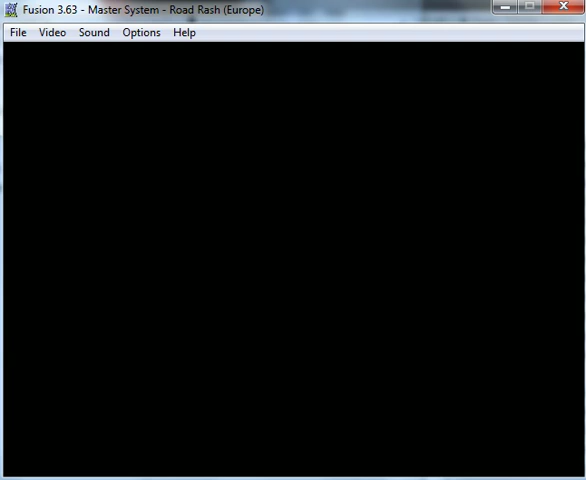 Fusion 3.63 - Master System - Road Rash (Europe)
File Video Sound Options Help